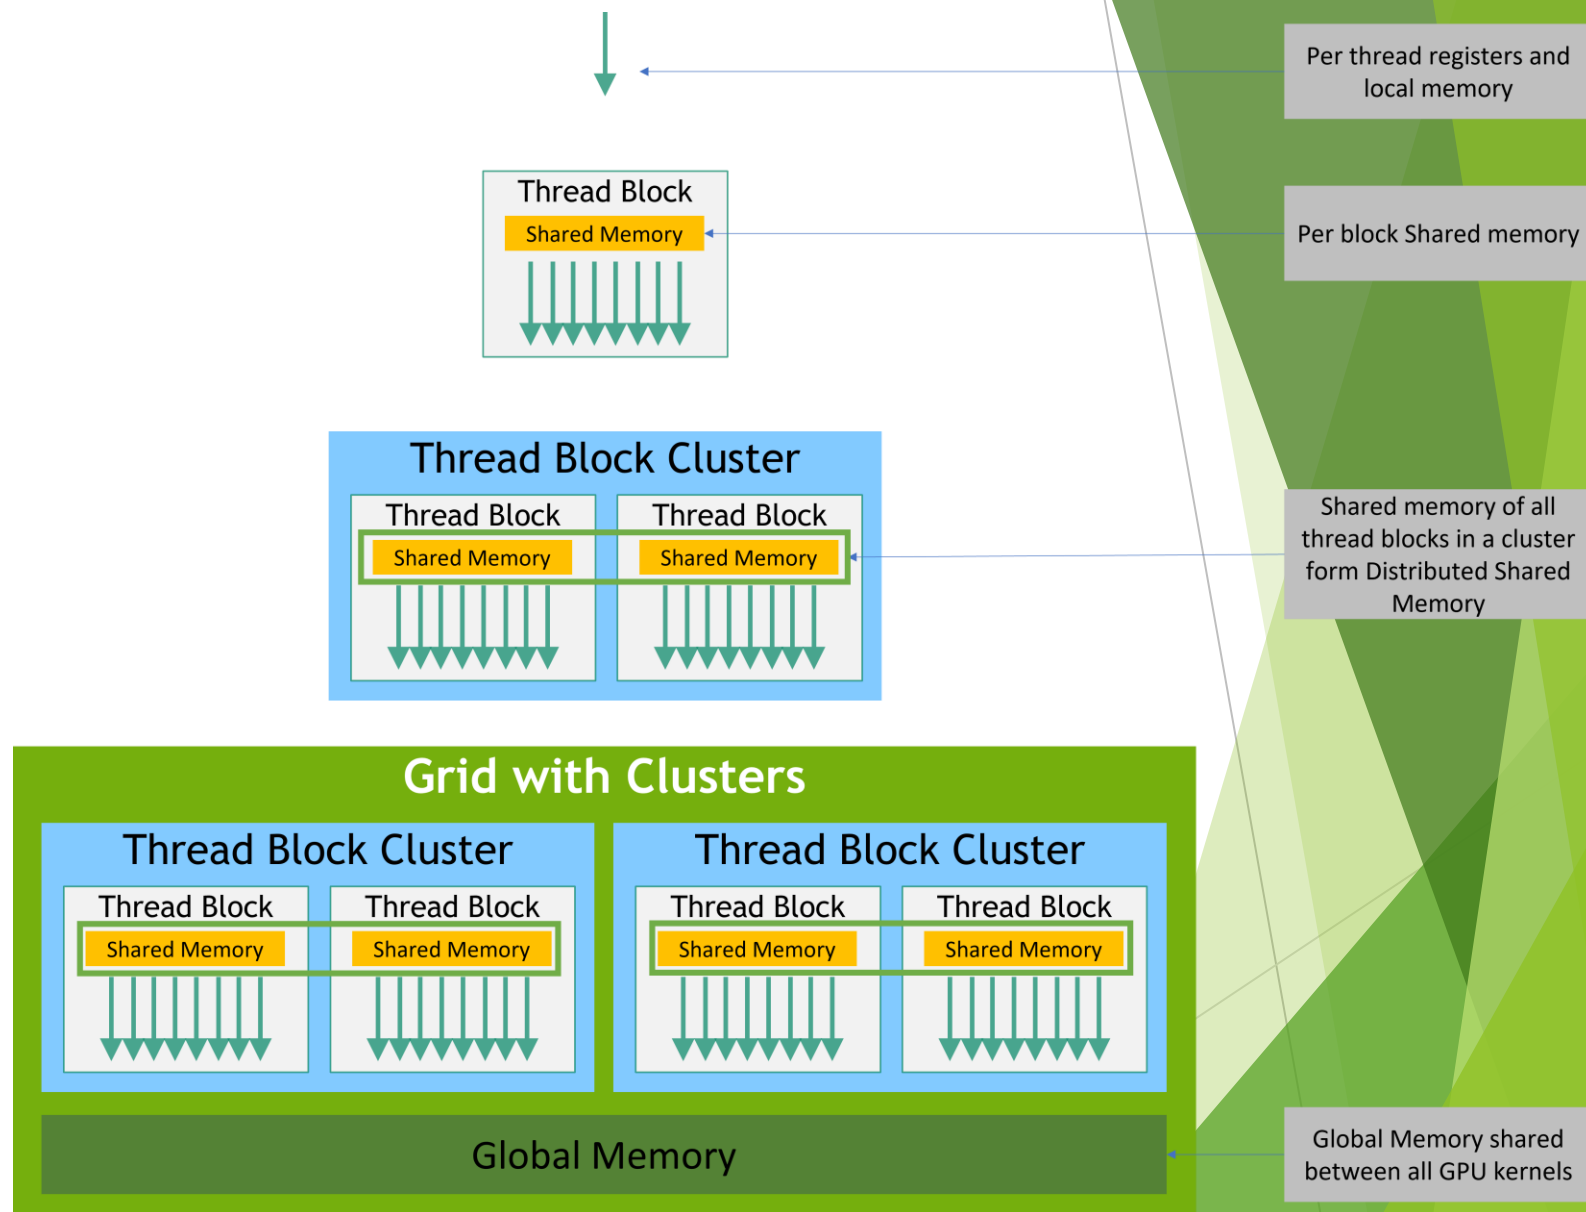 Per thread registers and
local memory
Thread Block
Shared Memory
Per block Shared memory
Thread Block Cluster
Thread Block
Thread Block
Shared Memory
Shared Memory
Shared memory of all
thread blocks in a cluster
form Distributed Shared
Memory
Grid with Clusters
Thread Block Cluster
Thread Block Cluster
Thread Block
Thread Block
Thread Block
Thread Block
Shared Memory
Shared Memory
Shared Memory
Shared Memory
Global Memory
Global Memory shared
between all GPU kernels